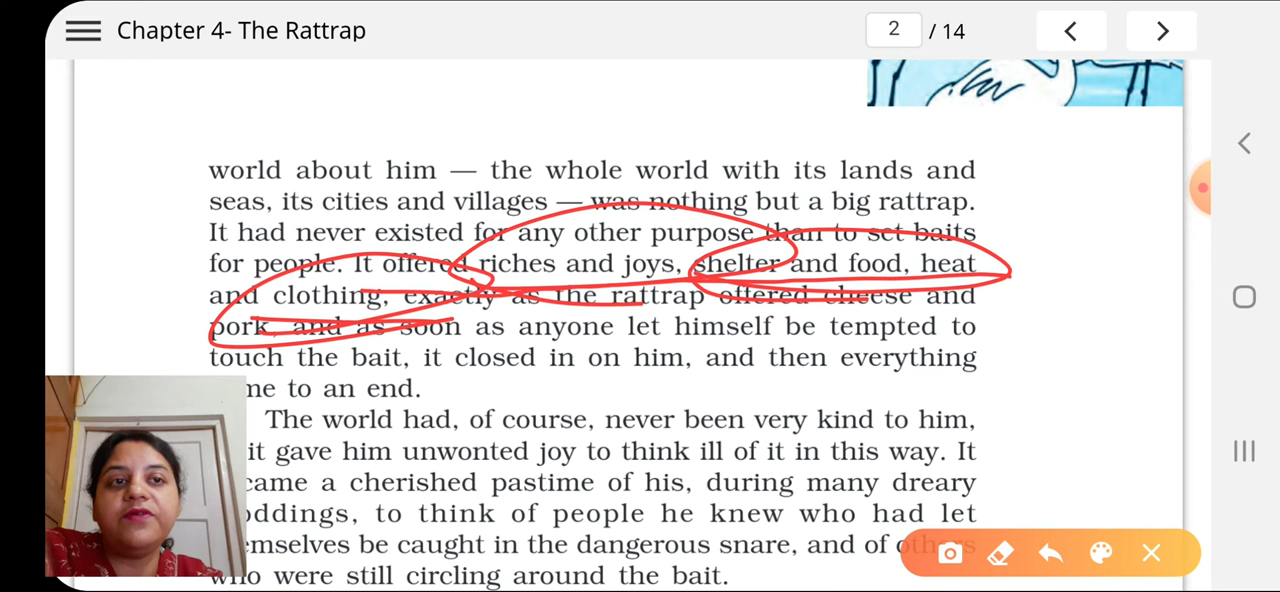 Chapter 4- The Rattrap
2 / 14
world about him — the whole world with its lands and
seas, its cities and villages — was nothing but a big rattrap.
It had never existed for any other purpose than to set baits
for people. It offered riches and joys, shelter and food, heat
and clothing, exactly as the rattrap offered cheese and
pork, and as soon as anyone let himself be tempted to
touch the bait, it closed in on him, and then everything
me to an end.
The world had, of course, never been very kind to him,
it gave him unwonted joy to think ill of it in this way. It
came a cherished pastime of his, during many dreary
oddings, to think of people he knew who had let
emselves be caught in the dangerous snare, and of others
who were still circling around the bait.